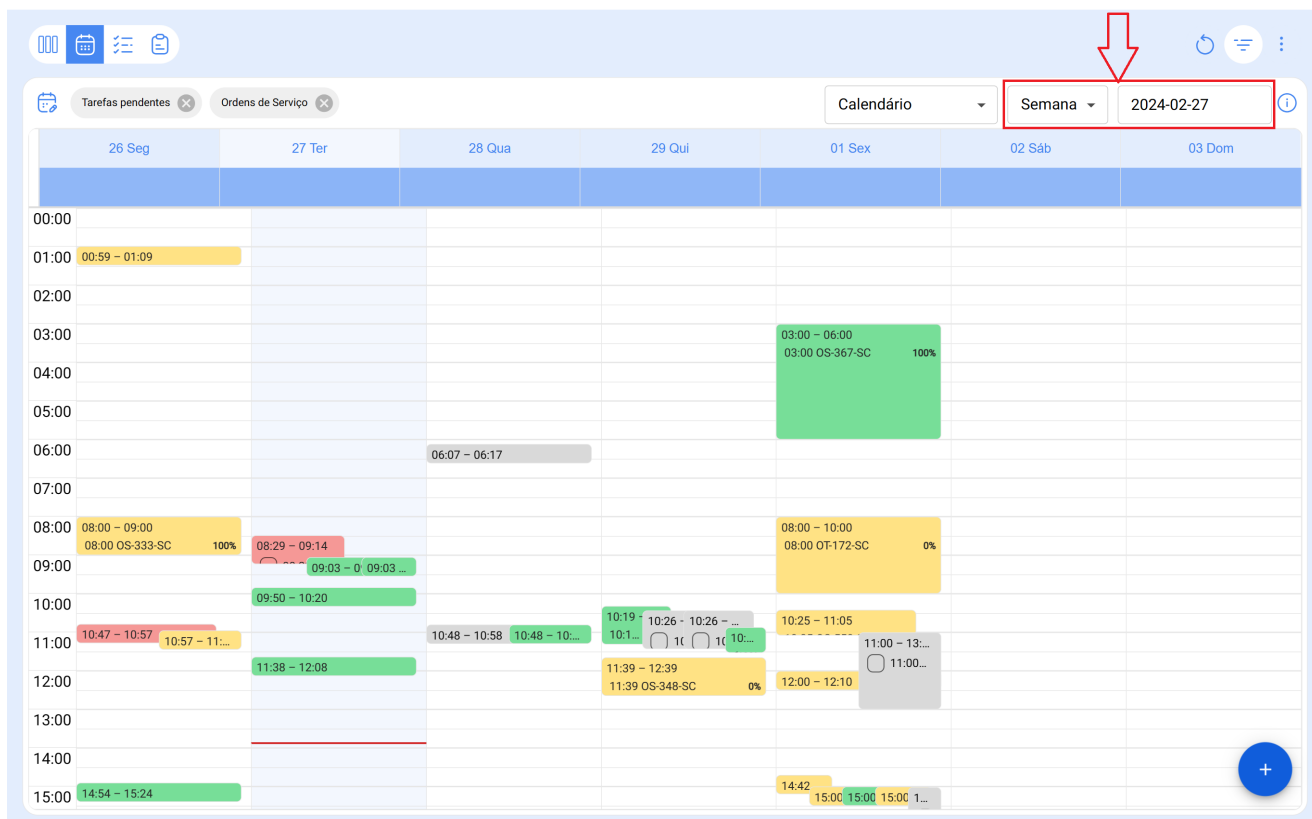 Tarefas pendentes Ordens de Serviço Calendário Semana 2024-02-27
26 Seg 27 Ter 28 Qua 29 Qui 01 Sex 02 Sáb 03 Dom
00:00
01:00 00:59 – 01:09
02:00
03:00 03:00 – 06:00
03:00 OS-367-SC 100%
04:00
05:00
06:00 06:07 – 06:17
07:00
08:00 08:00 – 09:00 08:00 – 10:00
08:00 OS-333-SC 100% 08:29 – 09:14 08:00 OT-172-SC 0%
09:00 09:03 – 0 09:03 ...
09:50 – 10:20
10:00 10:19 - 10:26 - 10:26 – ... 10:25 – 11:05
10:47 – 10:57 10:57 – 11:... 10:48 – 10:58 10:48 – 10:... 10:1... 10:...
11:00 11:00 – 13:...
11:38 – 12:08 11:39 – 12:39 11:00...
12:00 11:39 OS-348-SC 0% 12:00 – 12:10
13:00
14:00
14:42
15:00 14:54 – 15:24 15:00 15:00 15:00 1...
+